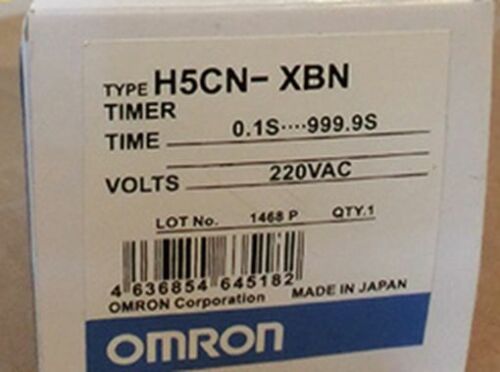 TYPE H5CN- XBN
TIMER
TIME 0.1S····999.9S
VOLTS 220VAC
LOT No. 1468 P QTY.1
4 636854 645182
OMRON Corporation MADE IN JAPAN
OMRON